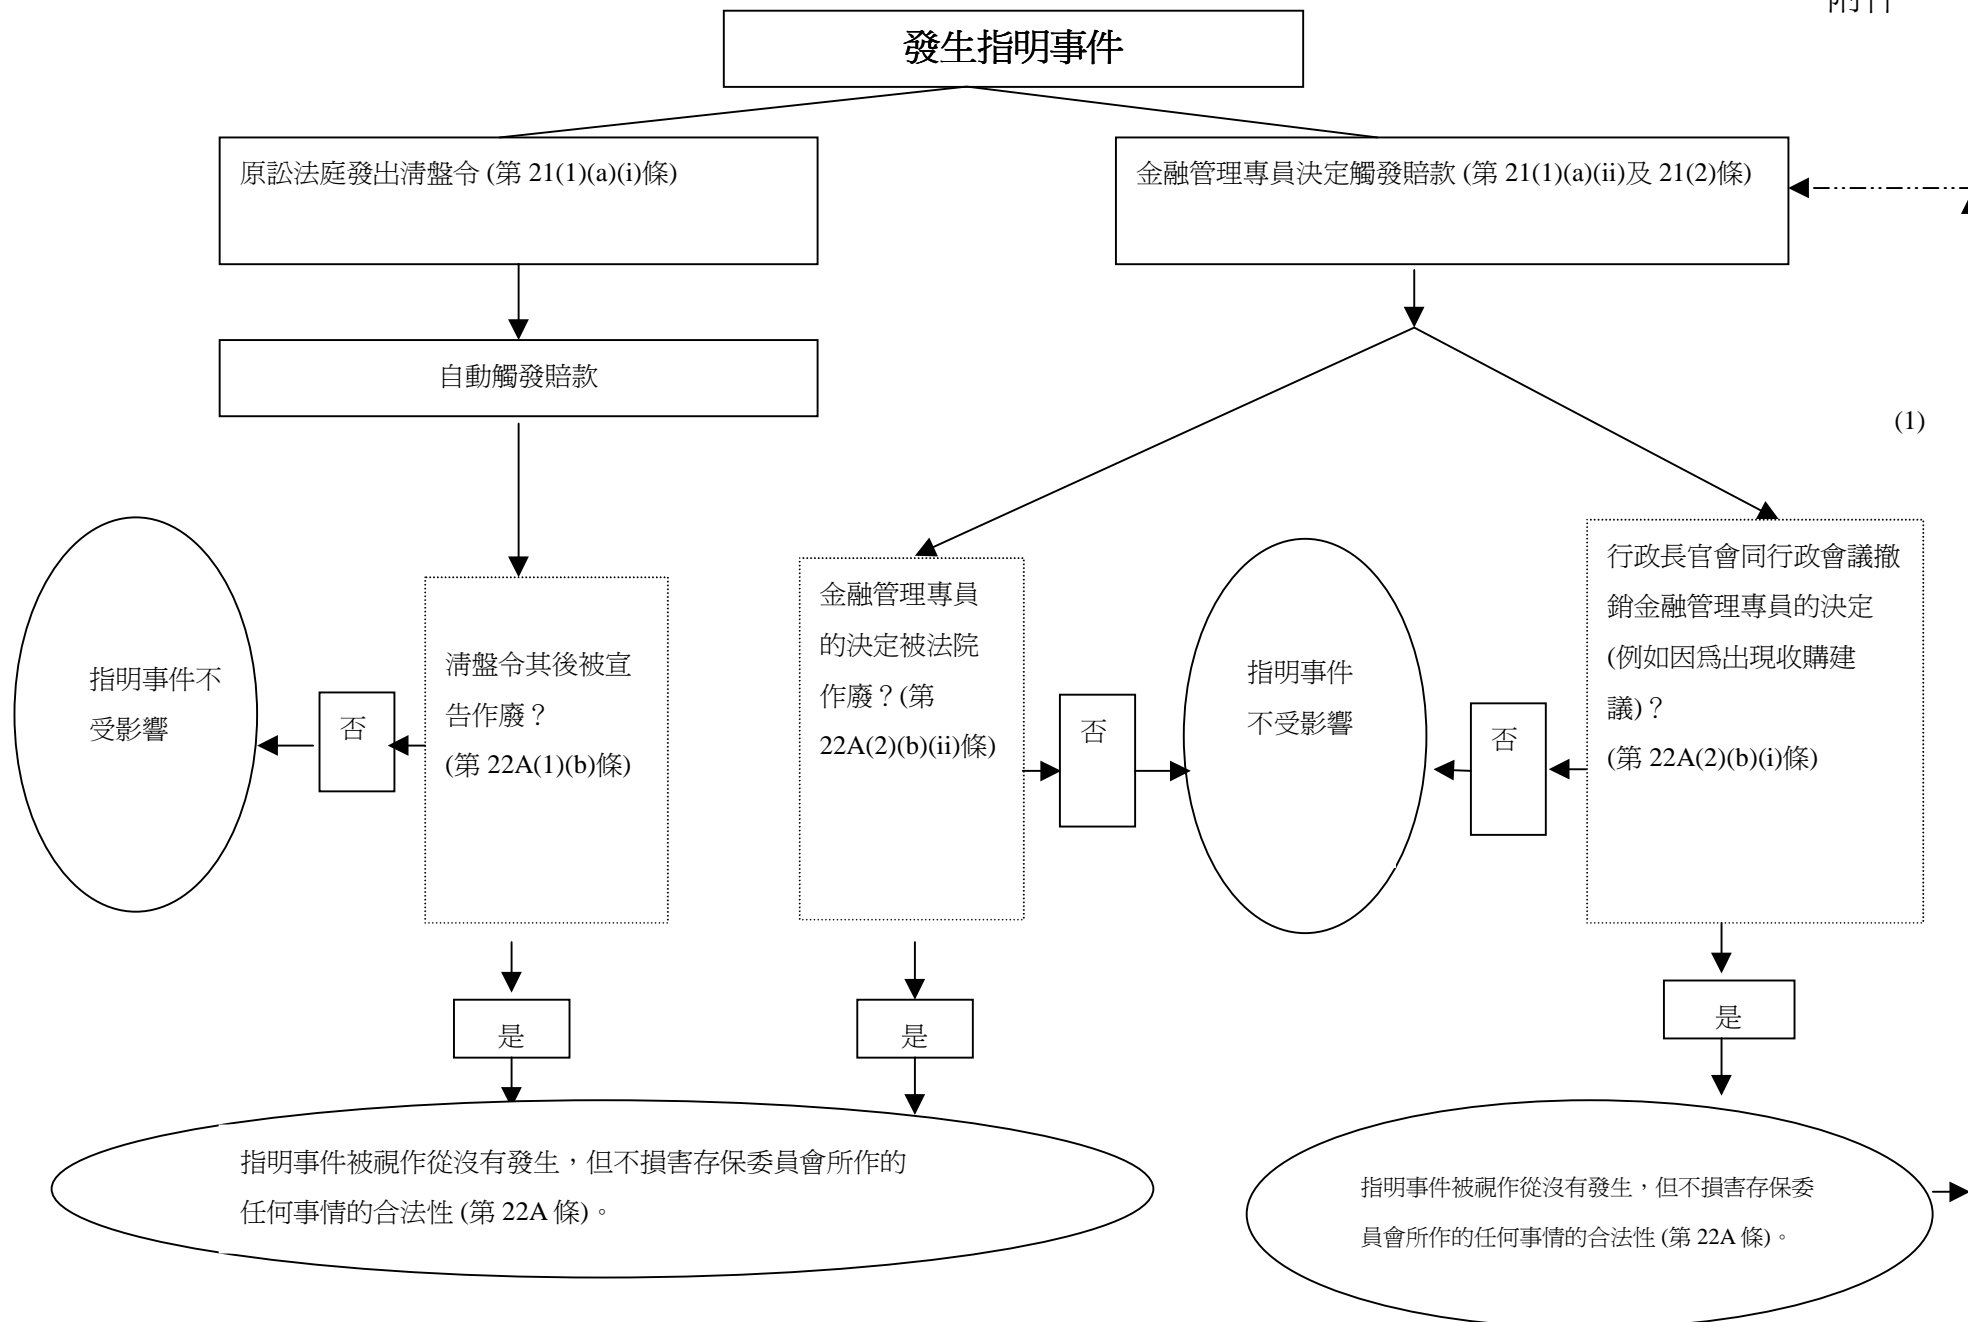 附件
發生指明事件
原訟法庭發出清盤令 (第 21(1)(a)(i)條)
金融管理專員決定觸發賠款 (第 21(1)(a)(ii)及 21(2)條)
自動觸發賠款
(1)
指明事件不
受影響
否
清盤令其後被宣
告作廢？
(第 22A(1)(b)條)
金融管理專員
的決定被法院
作廢？(第
22A(2)(b)(ii)條)
否
指明事件
不受影響
否
行政長官會同行政會議撤
銷金融管理專員的決定
(例如因爲出現收購建
議)？
(第 22A(2)(b)(i)條)
是
是
是
指明事件被視作從沒有發生，但不損害存保委員會所作的
任何事情的合法性 (第 22A 條)。
指明事件被視作從沒有發生，但不損害存保委
員會所作的任何事情的合法性 (第 22A 條)。